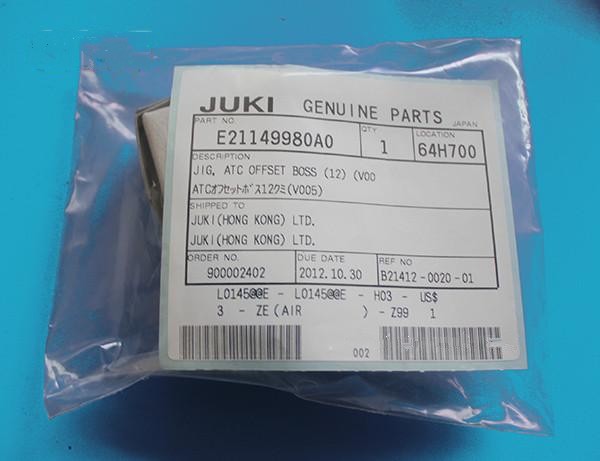 JUKI GENUINE PARTS JAPAN
PART NO. QTY LOCATION
E21149980A0 1 64H700
DESCRIPTION
JIG, ATC OFFSET BOSS (12) (V00
ATCオフセットボス12クミ(V005)
SHIPPED TO
JUKI(HONG KONG) LTD.
JUKI(HONG KONG) LTD.
ORDER NO. DUE DATE REF NO
900002402 2012.10.30 B21412-0020-01
L0145@@E - L0145@@E - H03 - US$
3 - ZE(AIR ) -Z99 1
002